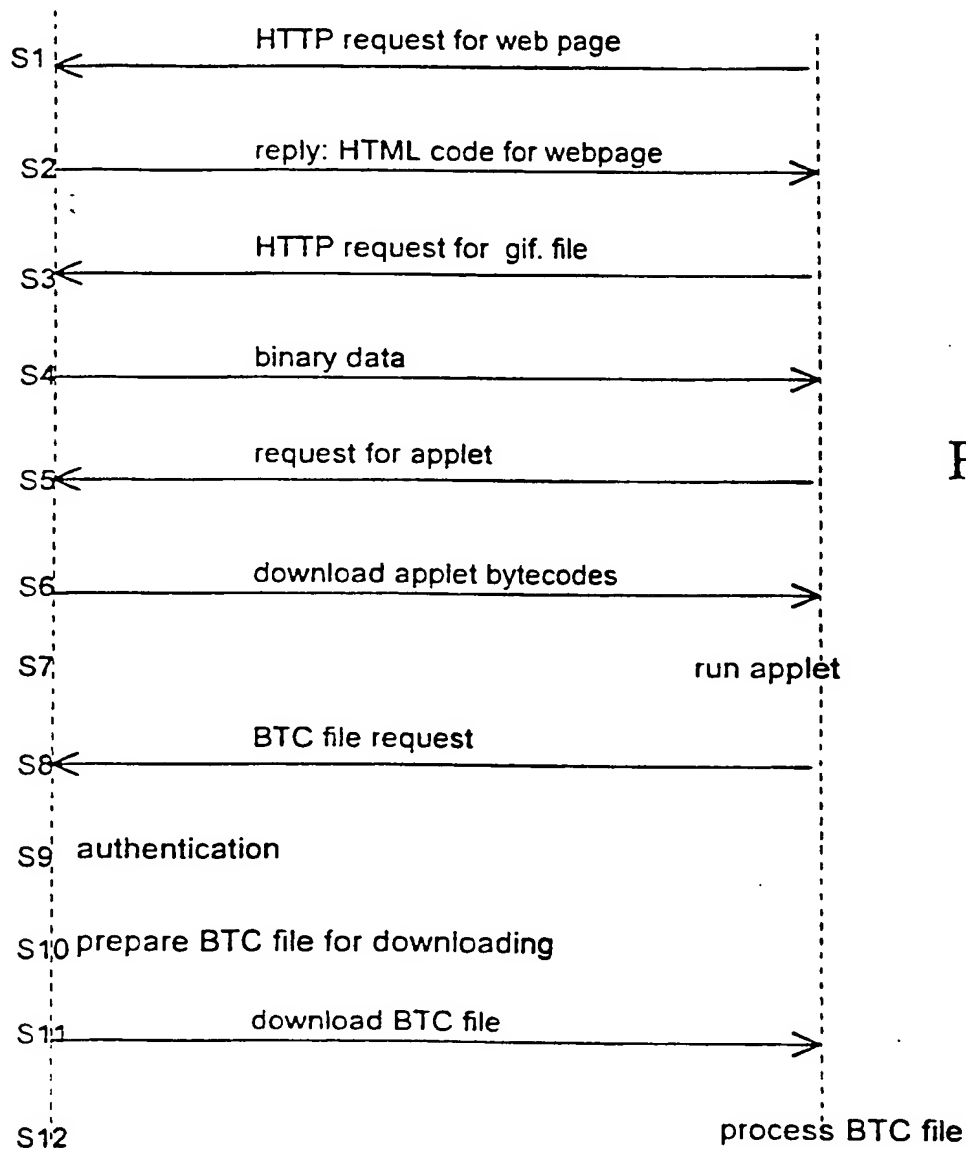 HTTP request for web page
S1
reply: HTML code for webpage
S2
HTTP request for gif. file
S3
binary data
S4
request for applet
S5
F
download applet bytecodes
S6
S7 run applet
BTC file request
S8
S9 authentication
S10 prepare BTC file for downloading
download BTC file
S11
S12 process BTC file